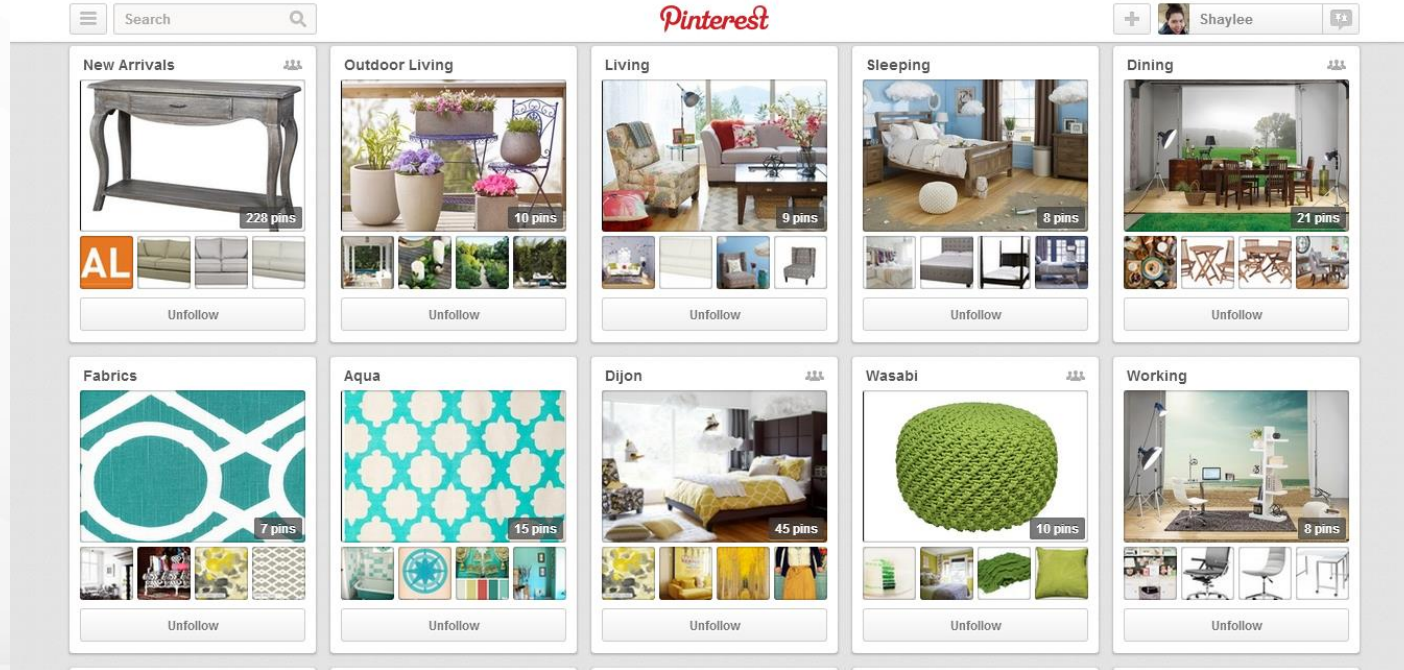 Search
Pinterest
Shaylee
New Arrivals
228 pins
AL
Unfollow
Outdoor Living
10 pins
Unfollow
Living
9 pins
Unfollow
Sleeping
8 pins
Unfollow
Dining
21 pins
Unfollow
Fabrics
7 pins
Unfollow
Aqua
15 pins
Unfollow
Dijon
45 pins
Unfollow
Wasabi
10 pins
Unfollow
Working
8 pins
Unfollow